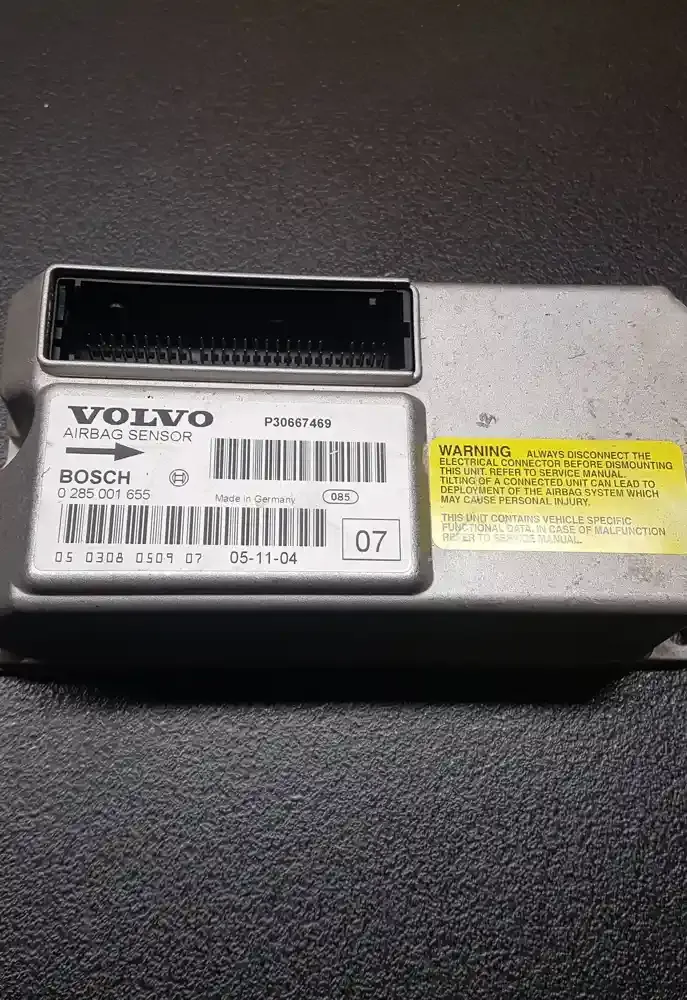 VOLVO
AIRBAG SENSOR
P30667469
BOSCH
0 285 001 655
Made in Germany
085
05 0308 0509 07
05-11-04
07
WARNING ALWAYS DISCONNECT THE
ELECTRICAL CONNECTOR BEFORE DISMOUNTING
THIS UNIT. REFER TO SERVICE MANUAL.
TILTING OF A CONNECTED UNIT CAN LEAD TO
DEPLOYMENT OF THE AIRBAG SYSTEM WHICH
MAY CAUSE PERSONAL INJURY.
THIS UNIT CONTAINS VEHICLE SPECIFIC
FUNCTIONAL DATA. IN CASE OF MALFUNCTION
REFER TO SERVICE MANUAL.